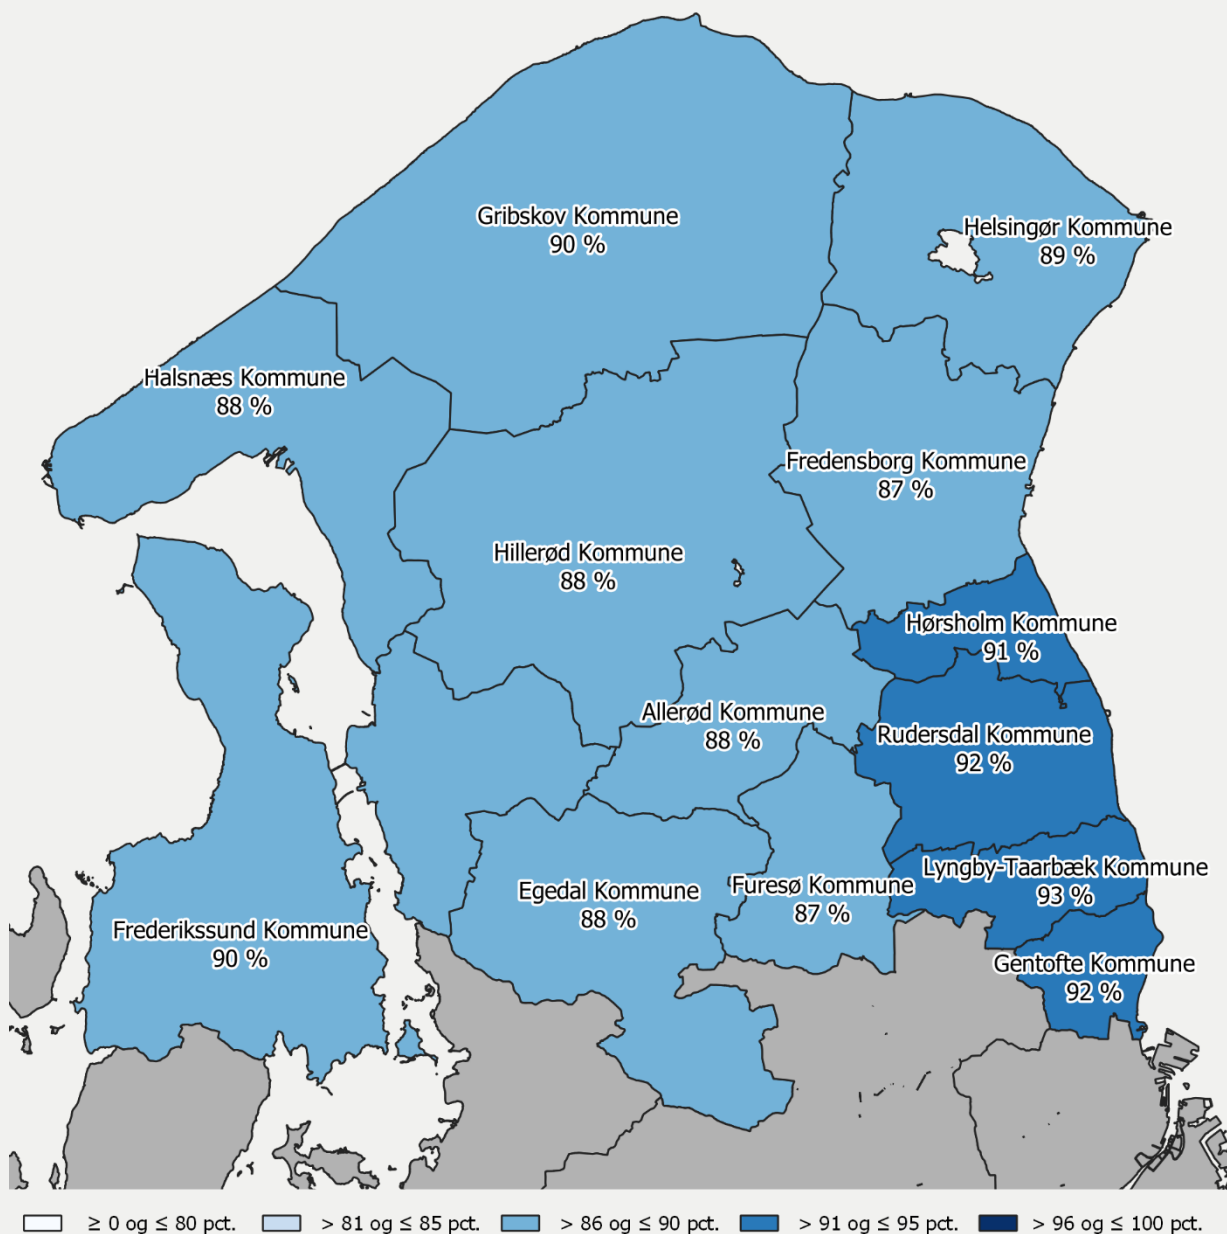 Gribskov Kommune
90 %
Helsingør Kommune
89 %
Halsnæs Kommune
88 %
Fredensborg Kommune
87 %
Hillerød Kommune
88 %
Hørsholm Kommune
91 %
Allerød Kommune
88 %
Rudersdal Kommune
92 %
Lyngby-Taarbæk Kommune
93 %
Egedal Kommune
88 %
Furesø Kommune
87 %
Frederikssund Kommune
90 %
Gentofte Kommune
92 %
≥ 0 og ≤ 80 pct. > 81 og ≤ 85 pct. > 86 og ≤ 90 pct. > 91 og ≤ 95 pct. > 96 og ≤ 100 pct.